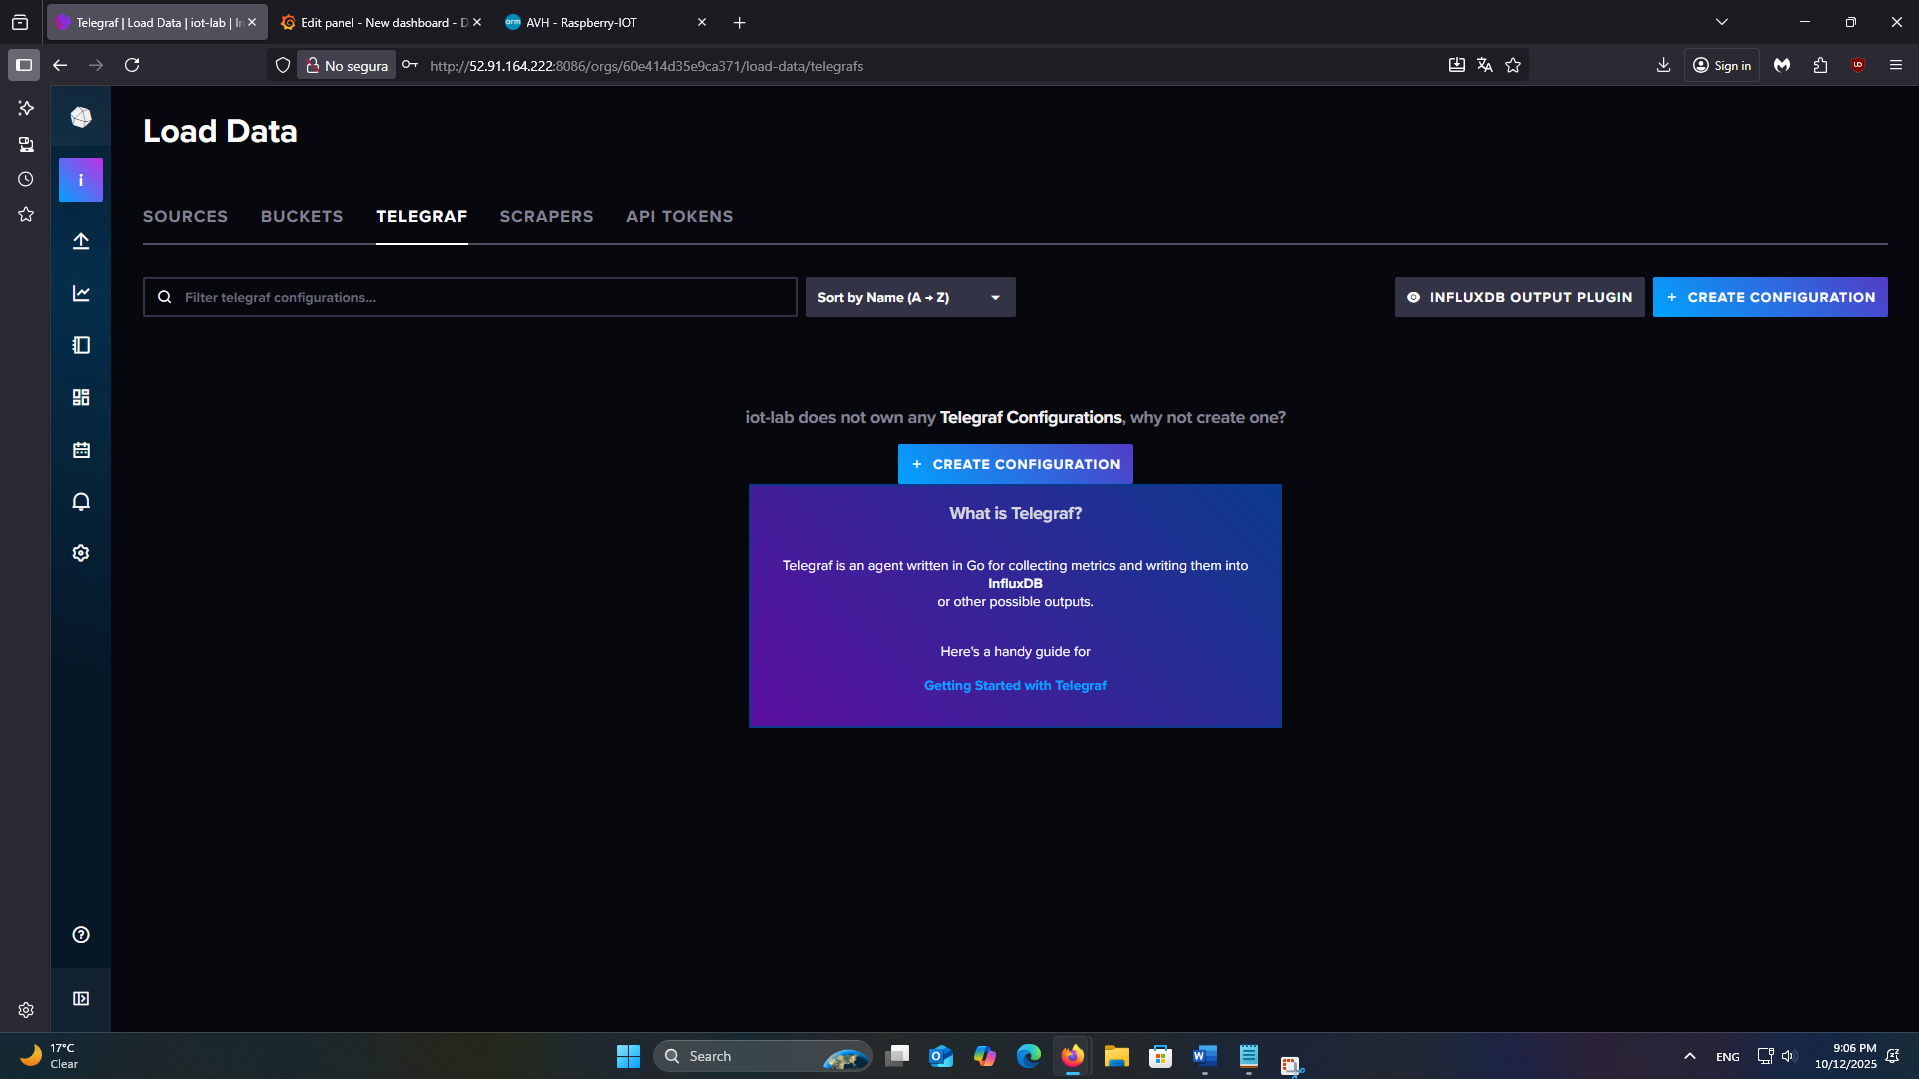 Telegraf | Load Data | iot-lab | In
Edit panel - New dashboard - D
arm AVH - Raspberry-IOT
No segura
http://52.91.164.222:8086/orgs/60e414d35e9ca371/load-data/telegrafs
Sign in
i
Load Data
SOURCES
BUCKETS
TELEGRAF
SCRAPERS
API TOKENS
Filter telegraf configurations...
Sort by Name (A → Z)
INFLUXDB OUTPUT PLUGIN
+ CREATE CONFIGURATION
iot-lab does not own any Telegraf Configurations, why not create one?
+ CREATE CONFIGURATION
What is Telegraf?
Telegraf is an agent written in Go for collecting metrics and writing them into
InfluxDB
or other possible outputs.
Here's a handy guide for
Getting Started with Telegraf
17°C
Clear
Search
ENG
9:06 PM
10/12/2025